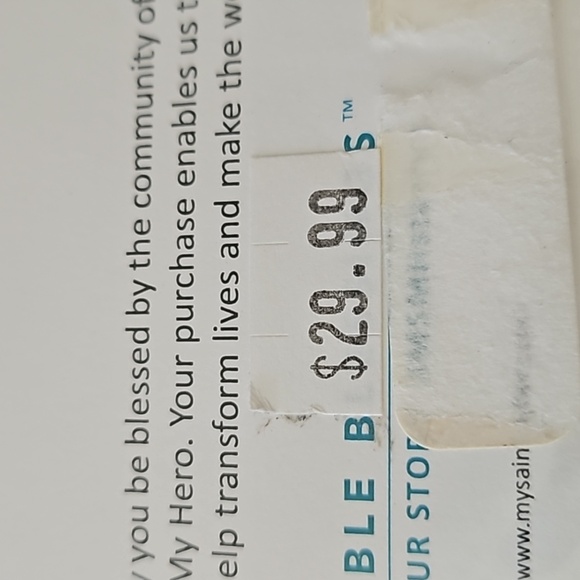 you be blessed by the community of
My Hero. Your purchase enables us t
elp transform lives and make the w
BLE B S™
$29.99
UR STOR
www.mysain